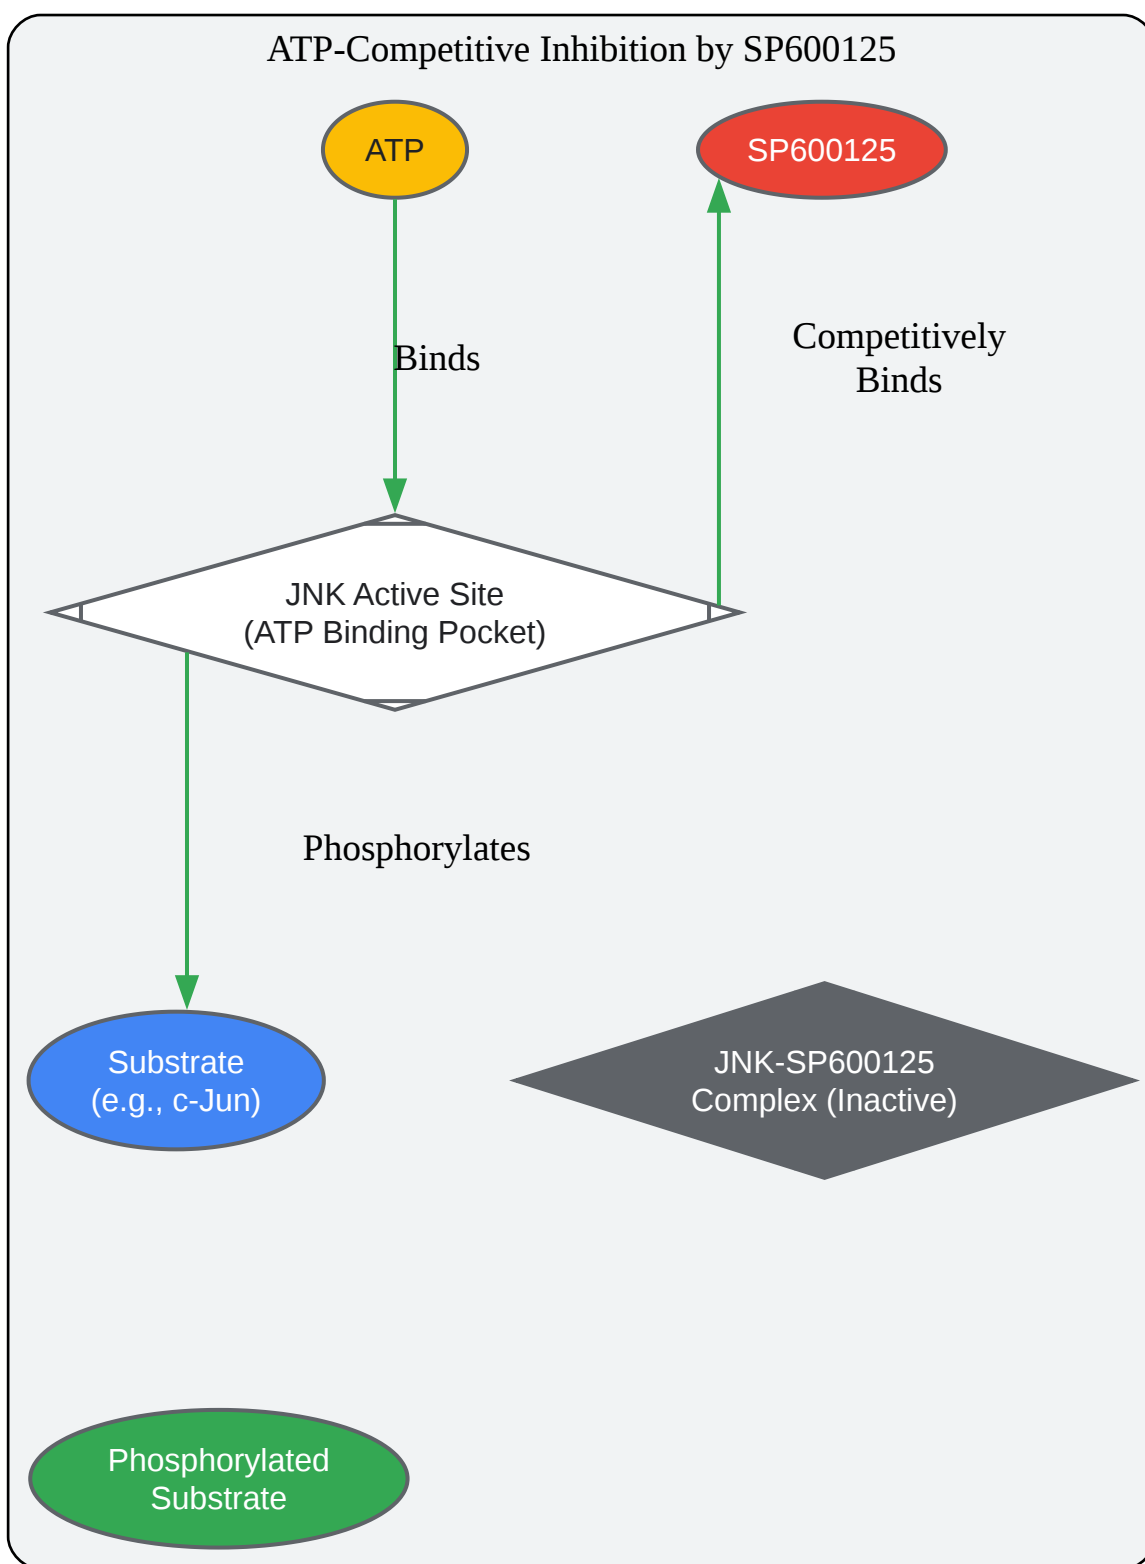 ATP-Competitive Inhibition by SP600125
ATP
SP600125
Binds
Competitively
Binds
JNK Active Site
(ATP Binding Pocket)
Phosphorylates
Substrate
(e.g., c-Jun)
JNK-SP600125
Complex (Inactive)
Phosphorylated
Substrate